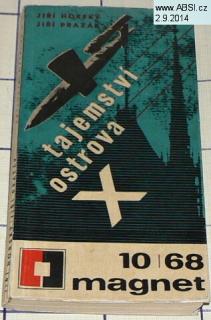 www.ABSI.cz
2.9.2014
JIŘÍ HORSKÝ
JIŘÍ PRAŽÁK
tajemství
ostrova
X
10 | 68
magnet